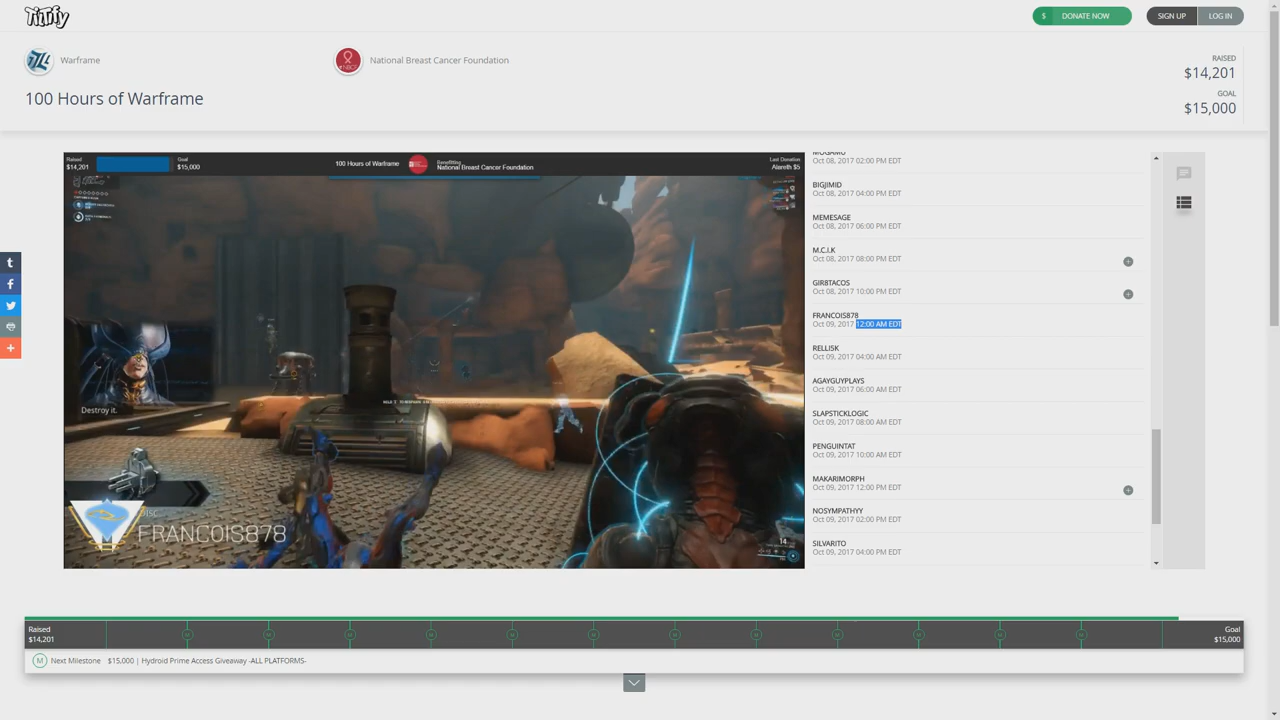 Tiltify
$ DONATE NOW
SIGN UP
LOG IN
Warframe
National Breast Cancer Foundation
100 Hours of Warframe
RAISED
$14,201
GOAL
$15,000
Raised
$14,201
Goal
$15,000
100 Hours of Warframe
Benefitting
National Breast Cancer Foundation
Last Donation
Alareth $5
Destroy it.
DISC
FRANCOIS878
14
MOGAMU
Oct 08, 2017 02:00 PM EDT
BIGJIMID
Oct 08, 2017 04:00 PM EDT
MEMESAGE
Oct 08, 2017 06:00 PM EDT
M.C.I.K
Oct 08, 2017 08:00 PM EDT
GIR8TACOS
Oct 08, 2017 10:00 PM EDT
FRANCOIS878
Oct 09, 2017 12:00 AM EDT
RELLISK
Oct 09, 2017 04:00 AM EDT
AGAYGUYPLAYS
Oct 09, 2017 06:00 AM EDT
SLAPSTICKLOGIC
Oct 09, 2017 08:00 AM EDT
PENGUINTAT
Oct 09, 2017 10:00 AM EDT
MAKARIMORPH
Oct 09, 2017 12:00 PM EDT
NOSYMPATHYY
Oct 09, 2017 02:00 PM EDT
SILVARITO
Oct 09, 2017 04:00 PM EDT
Raised
$14,201
Goal
$15,000
M Next Milestone $15,000 | Hydroid Prime Access Giveaway -ALL PLATFORMS-